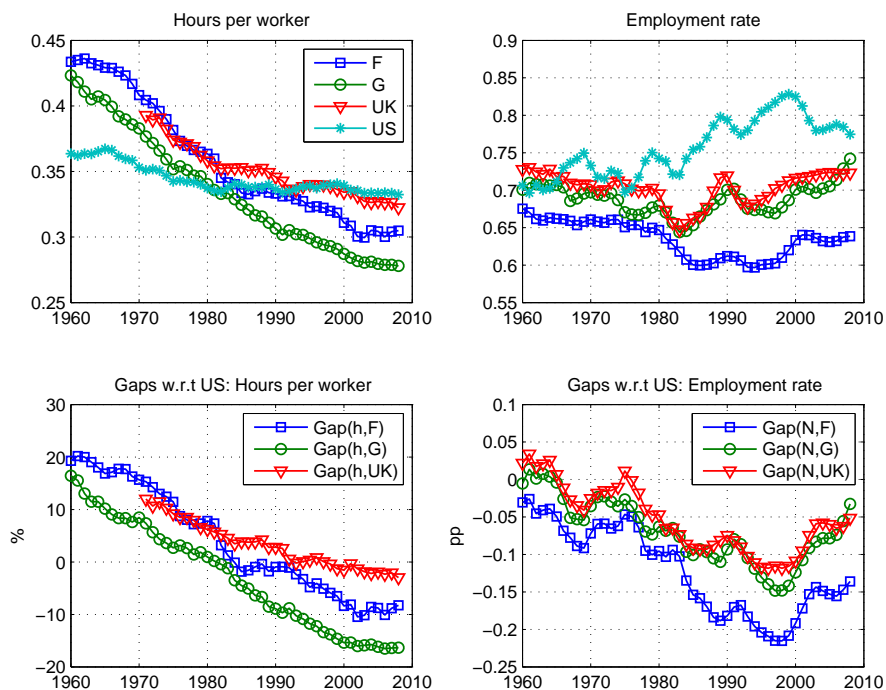 Hours per worker
0.45
0.4
0.35
0.3
0.25
1960 1970 1980 1990 2000 2010
F
G
UK
US
Employment rate
0.9
0.85
0.8
0.75
0.7
0.65
0.6
0.55
1960 1970 1980 1990 2000 2010
Gaps w.r.t US: Hours per worker
%
30
20
10
0
−10
−20
1960 1970 1980 1990 2000 2010
Gap(h,F)
Gap(h,G)
Gap(h,UK)
Gaps w.r.t US: Employment rate
pp
0.1
0.05
0
−0.05
−0.1
−0.15
−0.2
−0.25
1960 1970 1980 1990 2000 2010
Gap(N,F)
Gap(N,G)
Gap(N,UK)